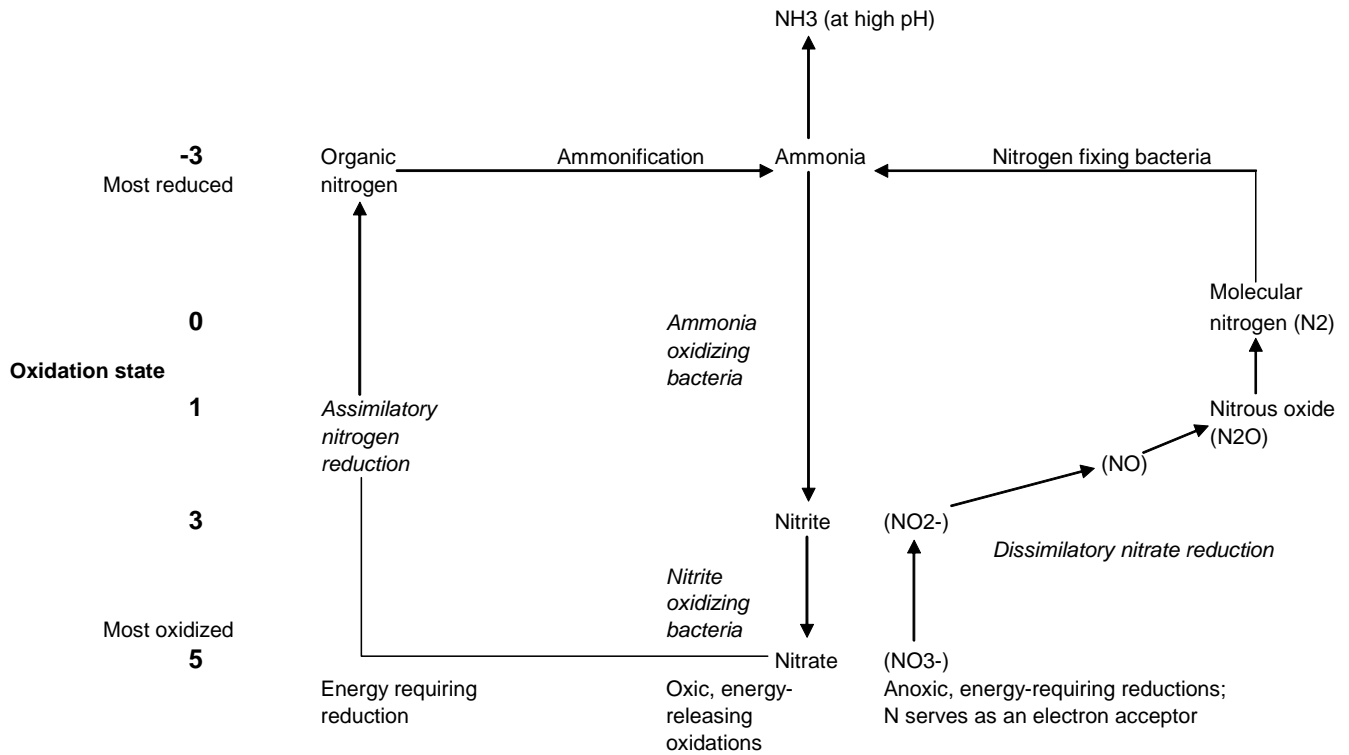 NH3 (at high pH)
-3
Most reduced
Organic
nitrogen
Ammonification
Ammonia
Nitrogen fixing bacteria
Molecular
nitrogen (N2)
0
Ammonia
oxidizing
bacteria
Oxidation state
1
Assimilatory
nitrogen
reduction
Nitrous oxide
(N2O)
(NO)
3
Nitrite
(NO2-)
Dissimilatory nitrate reduction
Nitrite
oxidizing
bacteria
Most oxidized
5
Nitrate
(NO3-)
Energy requiring
reduction
Oxic, energy-
releasing
oxidations
Anoxic, energy-requiring reductions;
N serves as an electron acceptor